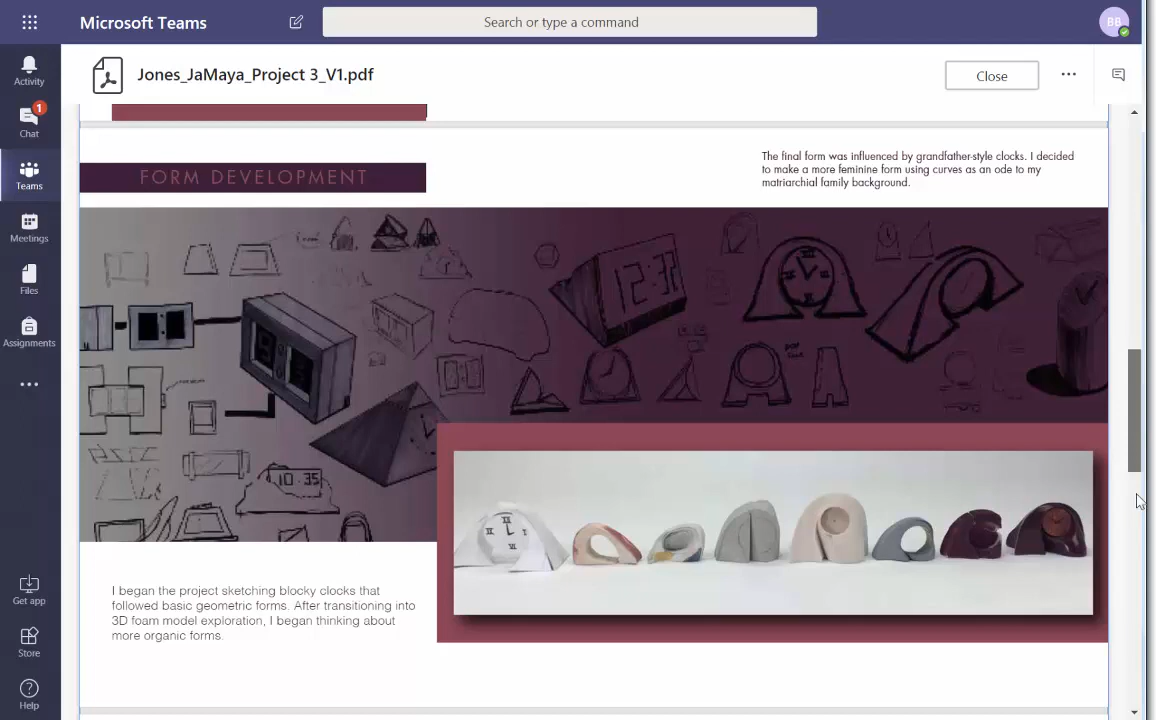 Microsoft Teams
Search or type a command
BB
Activity
1
Chat
Teams
Meetings
Files
Assignments
Get app
Store
Help
Jones_JaMaya_Project 3_V1.pdf
Close
FORM DEVELOPMENT
The final form was influenced by grandfather-style clocks. I decided
to make a more feminine form using curves as an ode to my
matriarchial family background.
12:31
10:35
I began the project sketching blocky clocks that
followed basic geometric forms. After transitioning into
3D foam model exploration, I began thinking about
more organic forms.